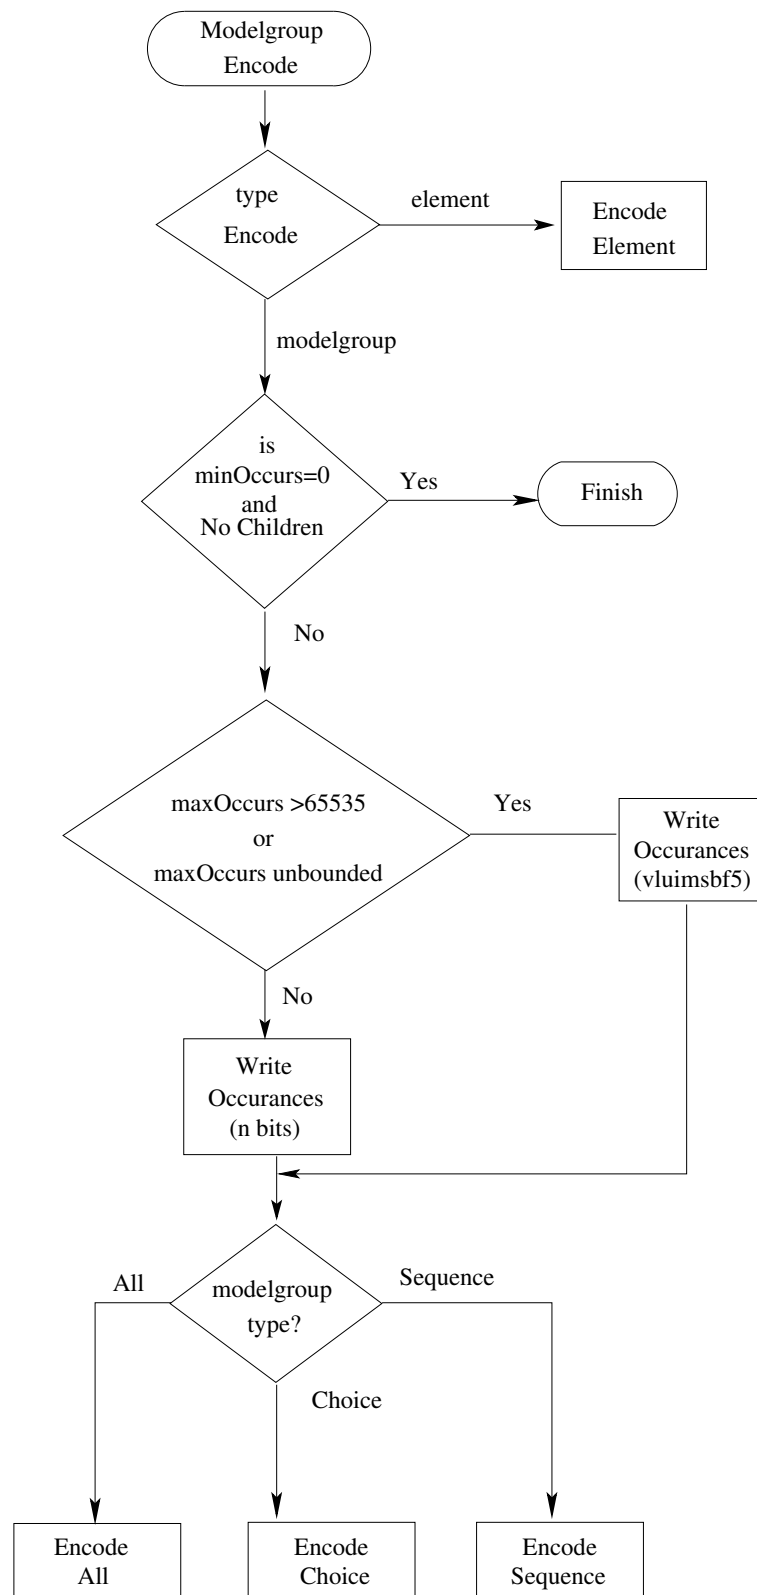 Modelgroup
Encode
type
Encode
element
Encode
Element
modelgroup
is
minOccurs=0
and
No Children
Yes
Finish
No
maxOccurs >65535
or
maxOccurs unbounded
Yes
Write
Occurances
(vluimsbf5)
No
Write
Occurances
(n bits)
All
modelgroup
type?
Sequence
Choice
Encode
All
Encode
Choice
Encode
Sequence